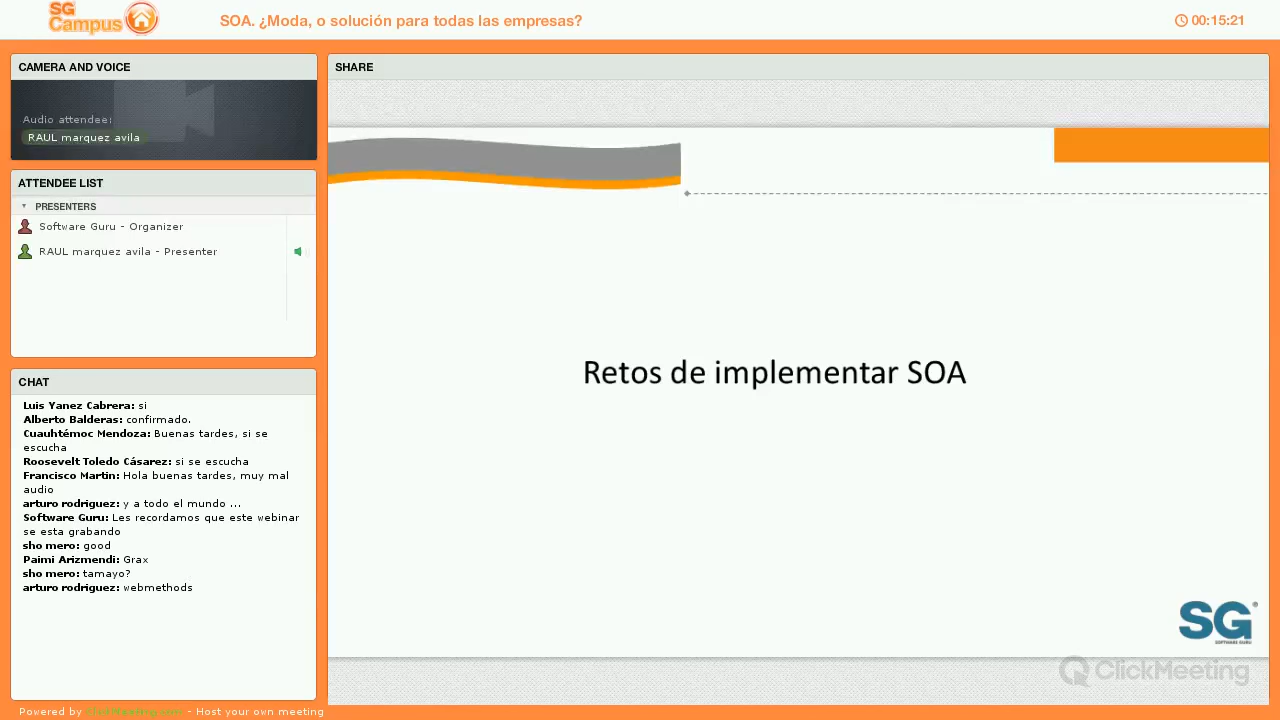 SG
Campus
SOA. ¿Moda, o solución para todas las empresas?
00:15:21
CAMERA AND VOICE
Audio attendee:
RAUL marquez avila
ATTENDEE LIST
PRESENTERS
Software Guru - Organizer
RAUL marquez avila - Presenter
CHAT
Luis Yanez Cabrera: si
Alberto Balderas: confirmado.
Cuauhtémoc Mendoza: Buenas tardes, si se
escucha
Roosevelt Toledo Cásarez: si se escucha
Francisco Martin: Hola buenas tardes, muy mal
audio
arturo rodriguez: y a todo el mundo ...
Software Guru: Les recordamos que este webinar
se esta grabando
sho mero: good
Paimi Arizmendi: Grax
sho mero: tamayo?
arturo rodriguez: webmethods
Powered by ClickMeeting.com - Host your own meeting
SHARE
Retos de implementar SOA
SG®
SOFTWARE GURU
ClickMeeting